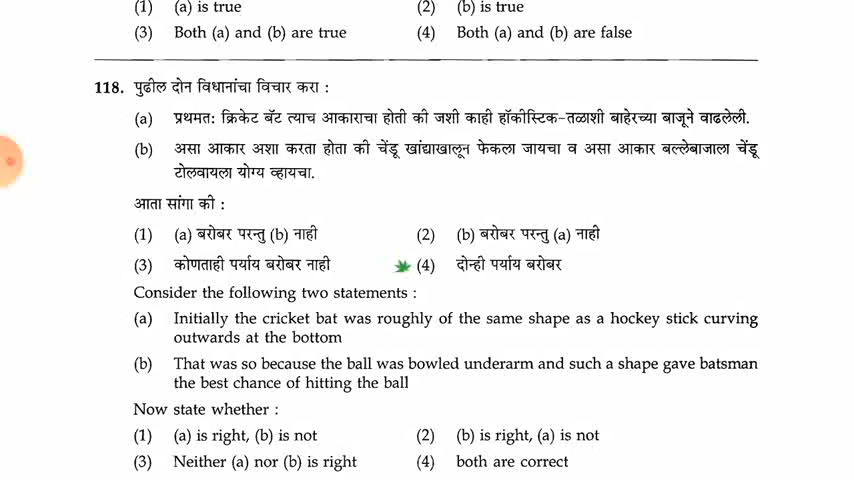 (1) (a) is true (2) (b) is true
(3) Both (a) and (b) are true (4) Both (a) and (b) are false
118. पुढील दोन विधानांचा विचार करा :
(a) प्रथमतः क्रिकेट बॅट त्याच आकाराचा होती की जशी काही हॉकीस्टिक-तळाशी बाहेरच्या बाजूने वाढलेली.
(b) असा आकार अशा करता होता की चेंडू खांद्याखालून फेकला जायचा व असा आकार बल्लेबाजाला चेंडू
टोलवायला योग्य व्हायचा.
आता सांगा की :
(1) (a) बरोबर परन्तु (b) नाही (2) (b) बरोबर परन्तु (a) नाही
(3) कोणताही पर्याय बरोबर नाही (4) दोन्ही पर्याय बरोबर
Consider the following two statements :
(a) Initially the cricket bat was roughly of the same shape as a hockey stick curving
outwards at the bottom
(b) That was so because the ball was bowled underarm and such a shape gave batsman
the best chance of hitting the ball
Now state whether :
(1) (a) is right, (b) is not (2) (b) is right, (a) is not
(3) Neither (a) nor (b) is right (4) both are correct